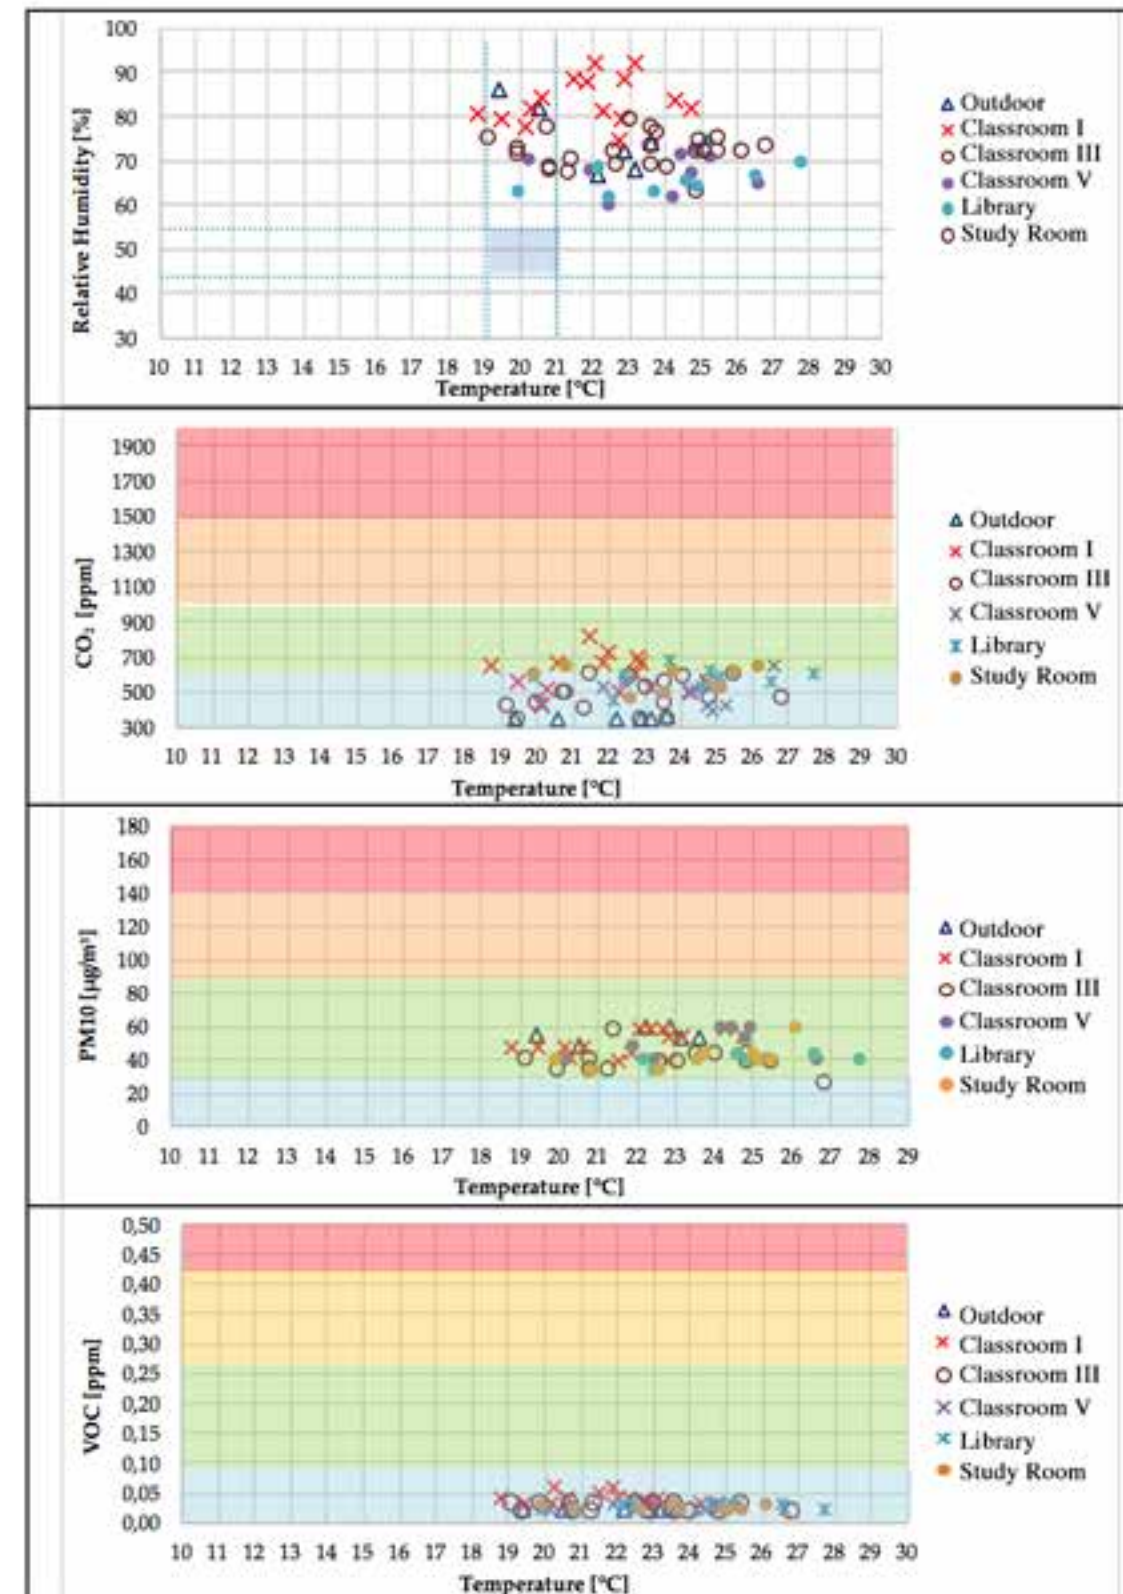 Relative Humidity [%]
100
90
80
70
60
50
40
30
10 11 12 13 14 15 16 17 18 19 20 21 22 23 24 25 26 27 28 29 30
Temperature [°C]
Outdoor
Classroom I
Classroom III
Classroom V
Library
Study Room
CO₂ [ppm]
1900
1700
1500
1300
1100
900
700
500
300
10 11 12 13 14 15 16 17 18 19 20 21 22 23 24 25 26 27 28 29 30
Temperature [°C]
Outdoor
Classroom I
Classroom III
Classroom V
Library
Study Room
PM10 [µg/m³]
180
160
140
120
100
80
60
40
20
0
10 11 12 13 14 15 16 17 18 19 20 21 22 23 24 25 26 27 28 29
Temperature [°C]
Outdoor
Classroom I
Classroom III
Classroom V
Library
Study Room
VOC [ppm]
0,50
0,45
0,40
0,35
0,30
0,25
0,20
0,15
0,10
0,05
0,00
10 11 12 13 14 15 16 17 18 19 20 21 22 23 24 25 26 27 28 29 30
Temperature [°C]
Outdoor
Classroom I
Classroom III
Classroom V
Library
Study Room